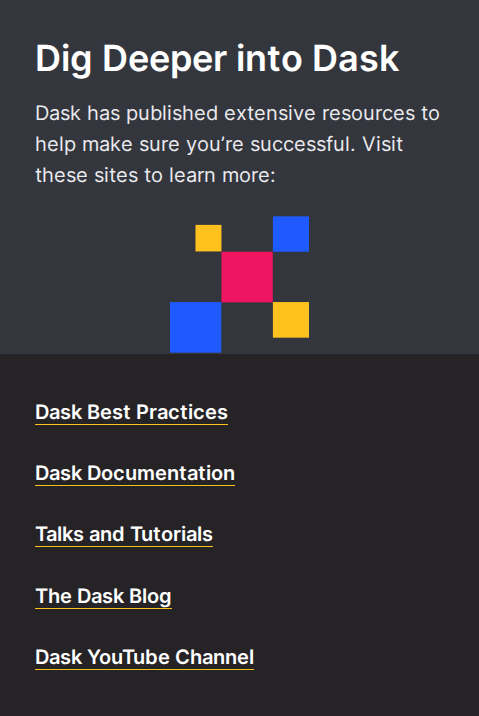 Dig Deeper into Dask
Dask has published extensive resources to
help make sure you’re successful. Visit
these sites to learn more:
Dask Best Practices
Dask Documentation
Talks and Tutorials
The Dask Blog
Dask YouTube Channel